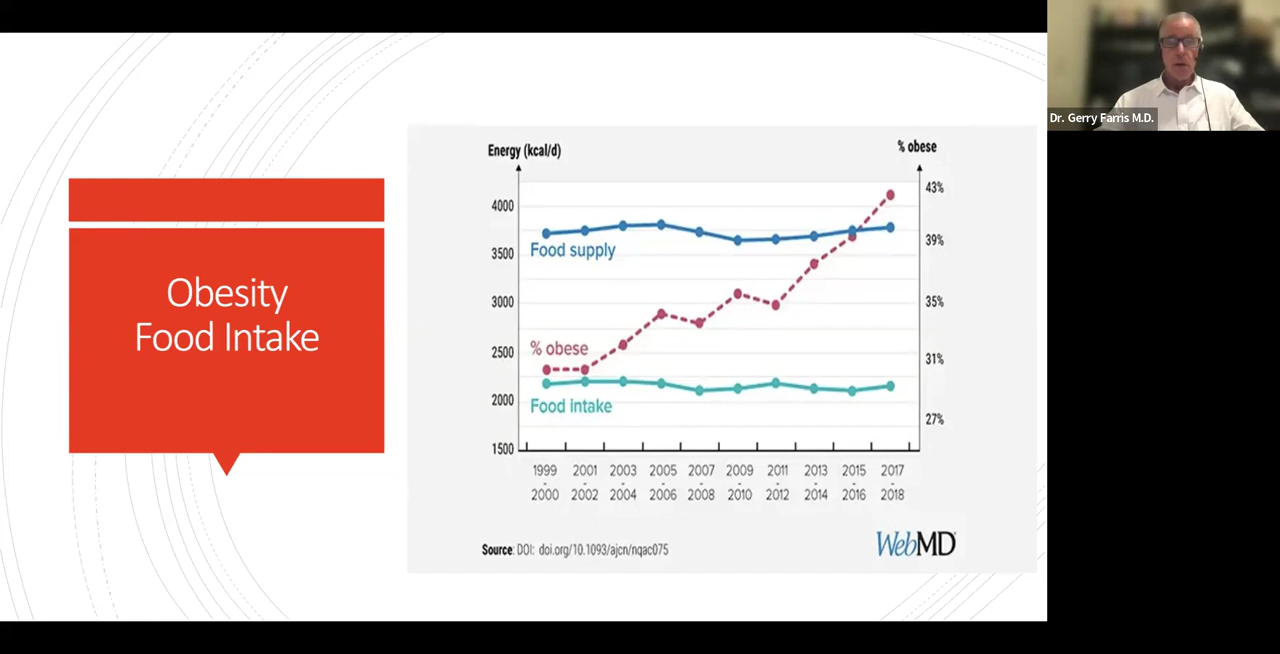 Obesity
Food Intake
Energy (kcal/d)
% obese
4000
3500
3000
2500
2000
1500
43%
39%
35%
31%
27%
Food supply
% obese
Food intake
1999 2001 2003 2005 2007 2009 2011 2013 2015 2017
- - - - - - - - - -
2000 2002 2004 2006 2008 2010 2012 2014 2016 2018
Source: DOI: doi.org/10.1093/ajcn/nqac075
WebMD
Dr. Gerry Farris M.D.